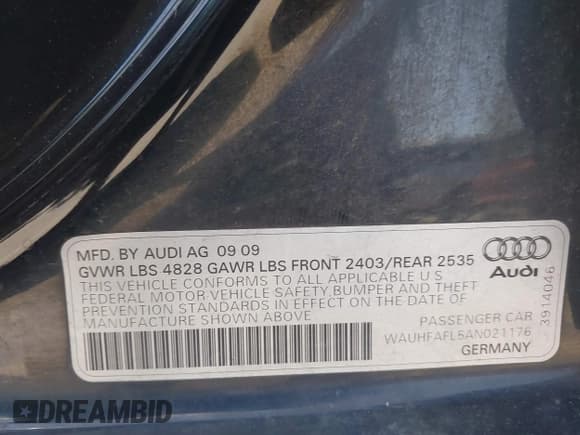 MFD. BY AUDI AG 09 09
GVWR LBS 4828 GAWR LBS FRONT 2403/REAR 2535
THIS VEHICLE CONFORMS TO ALL APPLICABLE U S
FEDERAL MOTOR VEHICLE SAFETY, BUMPER AND THEFT
PREVENTION STANDARDS IN EFFECT ON THE DATE OF
MANUFACTURE SHOWN ABOVE
Audi
PASSENGER CAR
WAUHFAFL5AN021176
GERMANY
3914046
DREAMBID